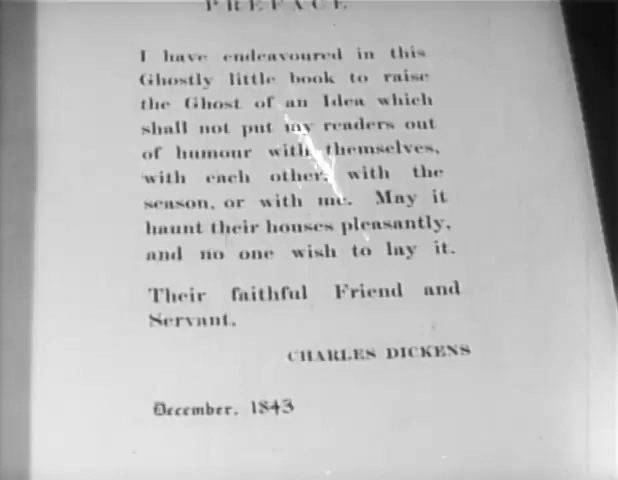 PREFACE
I have endeavoured in this
Ghostly little book to raise
the Ghost of an Idea which
shall not put my readers out
of humour with themselves,
with each other, with the
season, or with me. May it
haunt their houses pleasantly,
and no one wish to lay it.
Their faithful Friend and
Servant,
CHARLES DICKENS
December, 1843